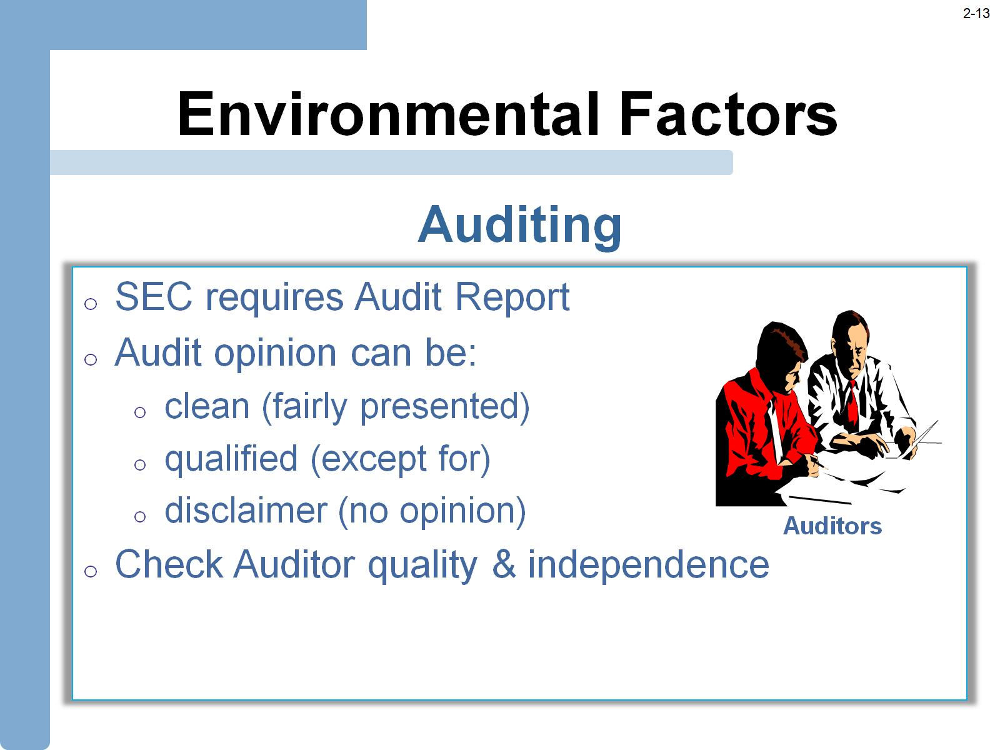 2-13
Environmental Factors
Auditing
SEC requires Audit Report
Audit opinion can be:
clean (fairly presented)
qualified (except for)
disclaimer (no opinion)
Auditors
Check Auditor quality & independence